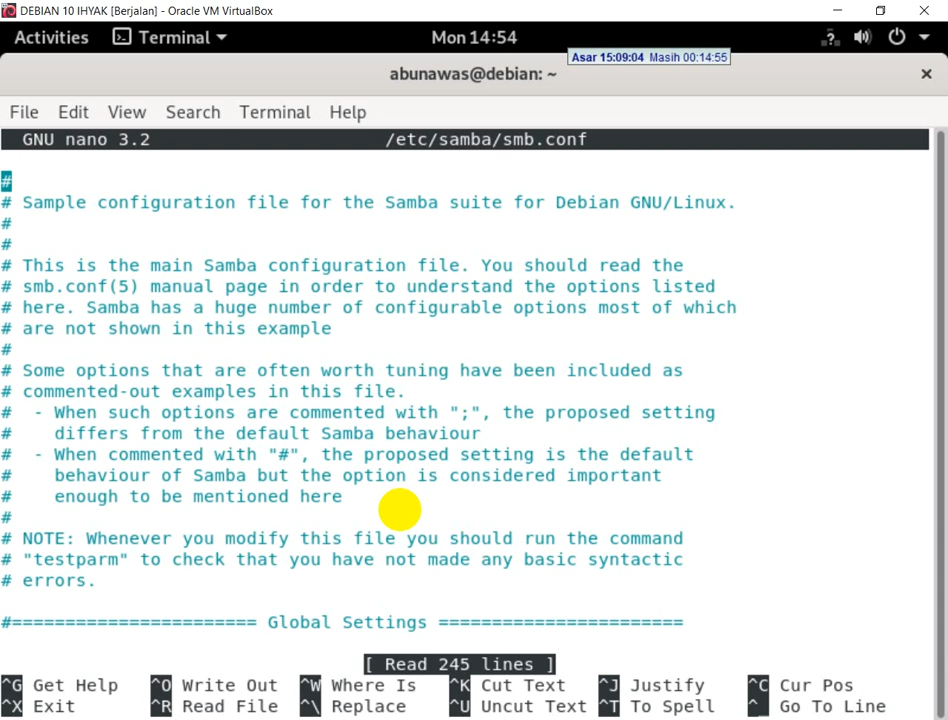 DEBIAN 10 IHYAK [Berjalan] - Oracle VM VirtualBox
Activities Terminal Mon 14:54
Asar 15:09:04 Masih 00:14:55
abunawas@debian: ~
File Edit View Search Terminal Help
GNU nano 3.2 /etc/samba/smb.conf
#
# Sample configuration file for the Samba suite for Debian GNU/Linux.
#
#
# This is the main Samba configuration file. You should read the
# smb.conf(5) manual page in order to understand the options listed
# here. Samba has a huge number of configurable options most of which
# are not shown in this example
#
# Some options that are often worth tuning have been included as
# commented-out examples in this file.
#  - When such options are commented with ";", the proposed setting
#    differs from the default Samba behaviour
#  - When commented with "#", the proposed setting is the default
#    behaviour of Samba but the option is considered important
#    enough to be mentioned here
#
# NOTE: Whenever you modify this file you should run the command
# "testparm" to check that you have not made any basic syntactic
# errors.
#======================= Global Settings =======================
[ Read 245 lines ]
^G Get Help ^O Write Out ^W Where Is ^K Cut Text ^J Justify ^C Cur Pos
^X Exit ^R Read File ^\ Replace ^U Uncut Text ^T To Spell ^ Go To Line